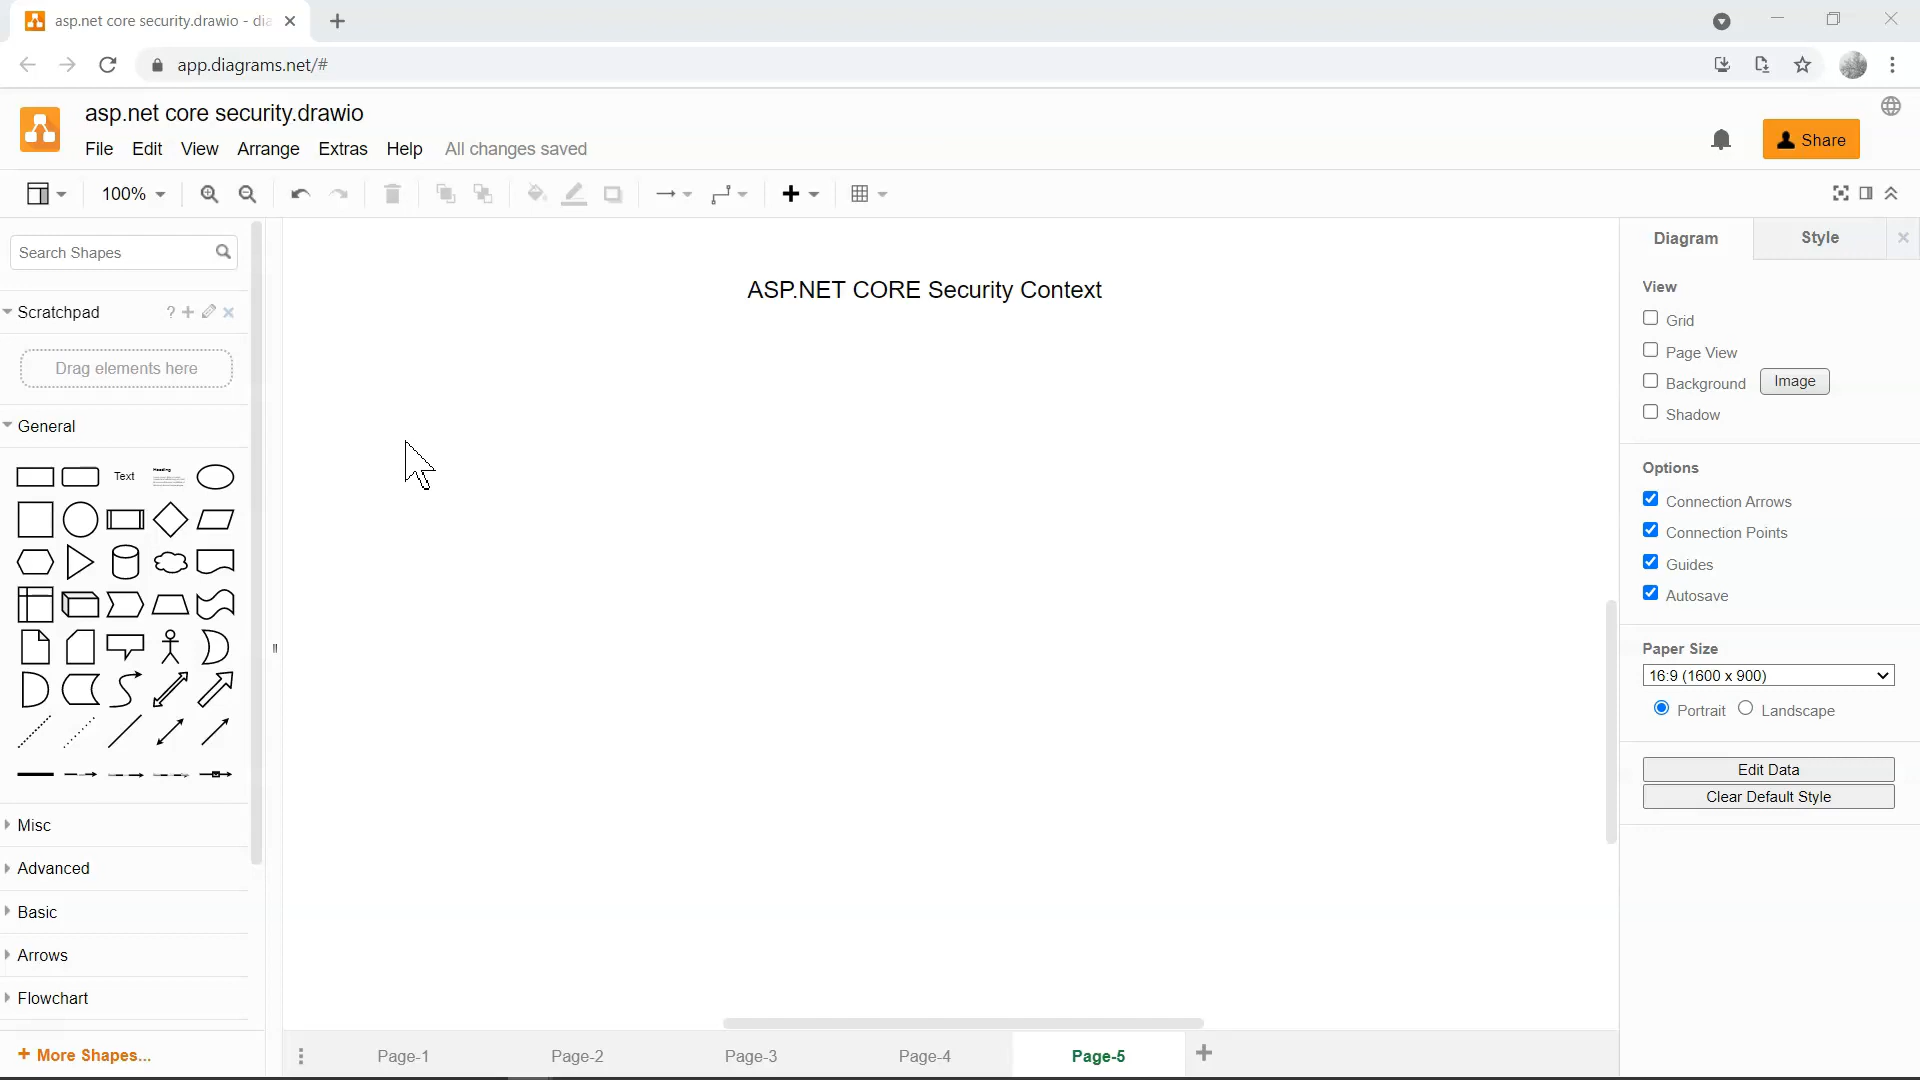 asp.net core security.drawio - dia
app.diagrams.net/#
asp.net core security.drawio
File Edit View Arrange Extras Help All changes saved
Share
100%
Search Shapes
Scratchpad
?
Drag elements here
General
Text
Heading
Misc
Advanced
Basic
Arrows
Flowchart
+ More Shapes...
ASP.NET CORE Security Context
Page-1 Page-2 Page-3 Page-4 Page-5
Diagram Style
View
Grid
Page View
Background Image
Shadow
Options
Connection Arrows
Connection Points
Guides
Autosave
Paper Size
16:9 (1600 x 900)
Portrait Landscape
Edit Data
Clear Default Style